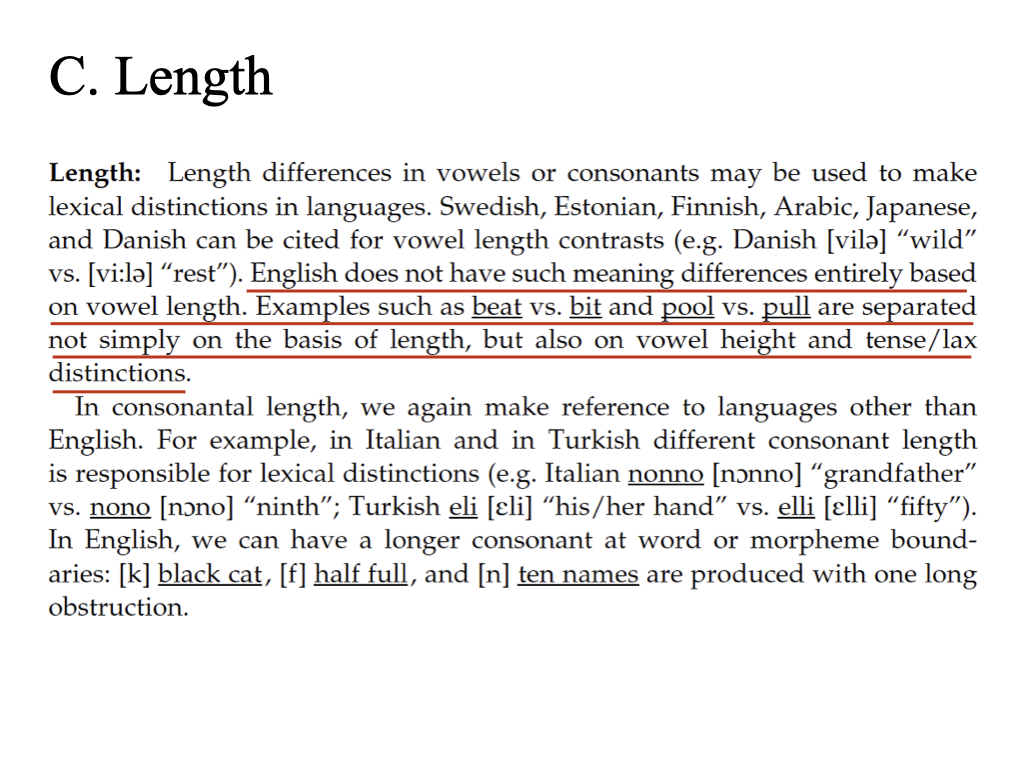 C. Length
Length: Length differences in vowels or consonants may be used to make
lexical distinctions in languages. Swedish, Estonian, Finnish, Arabic, Japanese,
and Danish can be cited for vowel length contrasts (e.g. Danish [vilə] “wild”
vs. [vi:lə] “rest”). English does not have such meaning differences entirely based
on vowel length. Examples such as beat vs. bit and pool vs. pull are separated
not simply on the basis of length, but also on vowel height and tense/lax
distinctions.
In consonantal length, we again make reference to languages other than
English. For example, in Italian and in Turkish different consonant length
is responsible for lexical distinctions (e.g. Italian nonno [nɔnno] “grandfather”
vs. nono [nɔno] “ninth”; Turkish eli [ɛli] “his/her hand” vs. elli [ɛlli] “fifty”).
In English, we can have a longer consonant at word or morpheme bound-
aries: [k] black cat, [f] half full, and [n] ten names are produced with one long
obstruction.